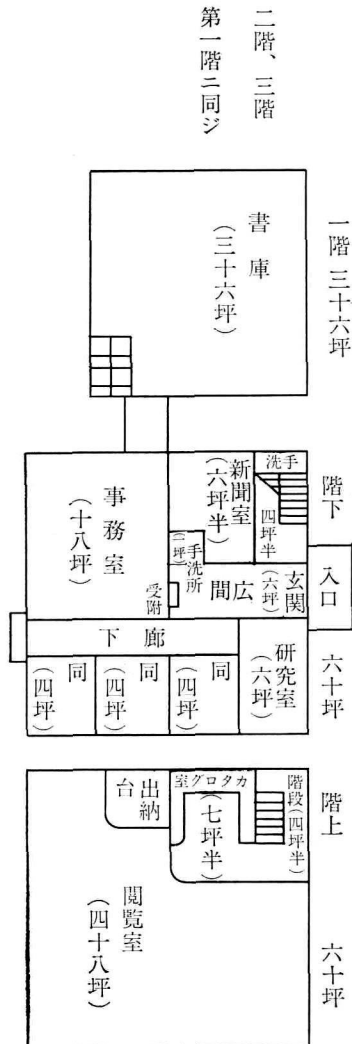 二階、三階
第一階ニ同ジ
一階 三十六坪
書庫
(三十六坪)
階下
六十坪
入口
手洗
四坪半
新聞室
(六坪半)
玄関
(六坪)
広間
手洗所
(一坪)
受附
事務室
(十八坪)
廊下
研究室
(六坪)
同
(四坪)
同
(四坪)
同
(四坪)
階上
六十坪
階段(四坪半)
カタログ室
(七坪半)
出納台
閲覧室
(四十八坪)